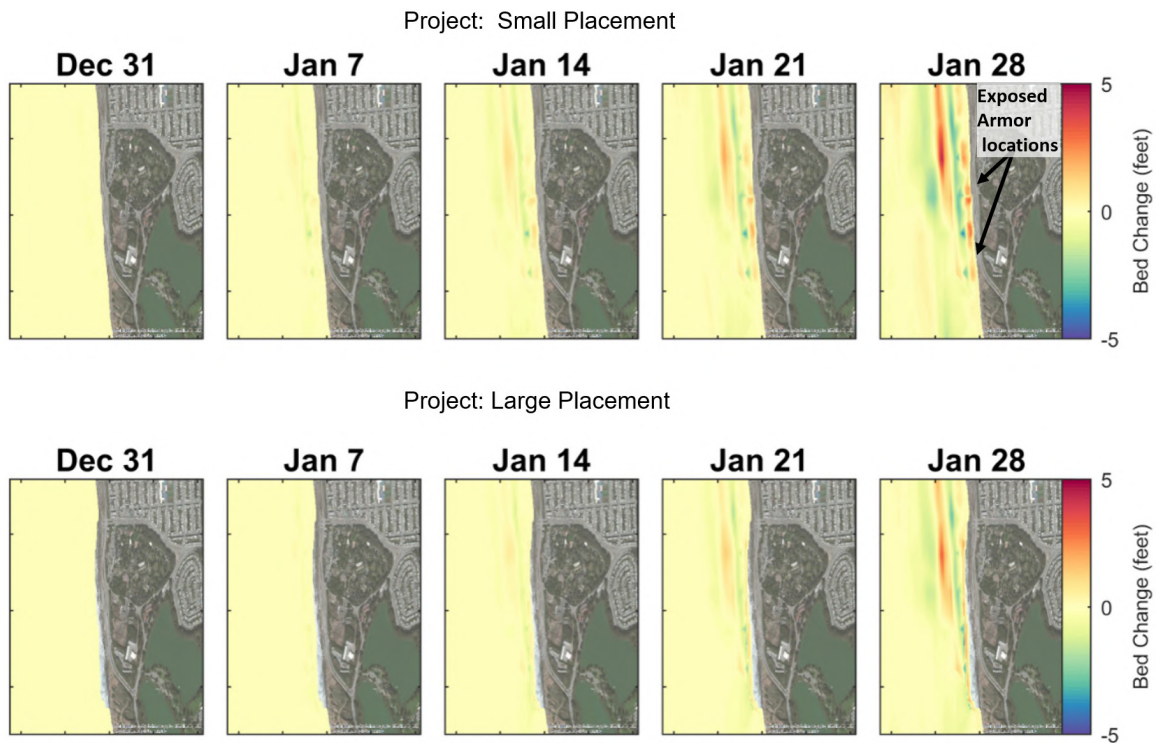 Project:  Small Placement
Dec 31
Jan 7
Jan 14
Jan 21
Jan 28
Exposed
Armor
locations
5
0
-5
Bed Change (feet)
Project: Large Placement
Dec 31
Jan 7
Jan 14
Jan 21
Jan 28
5
0
-5
Bed Change (feet)